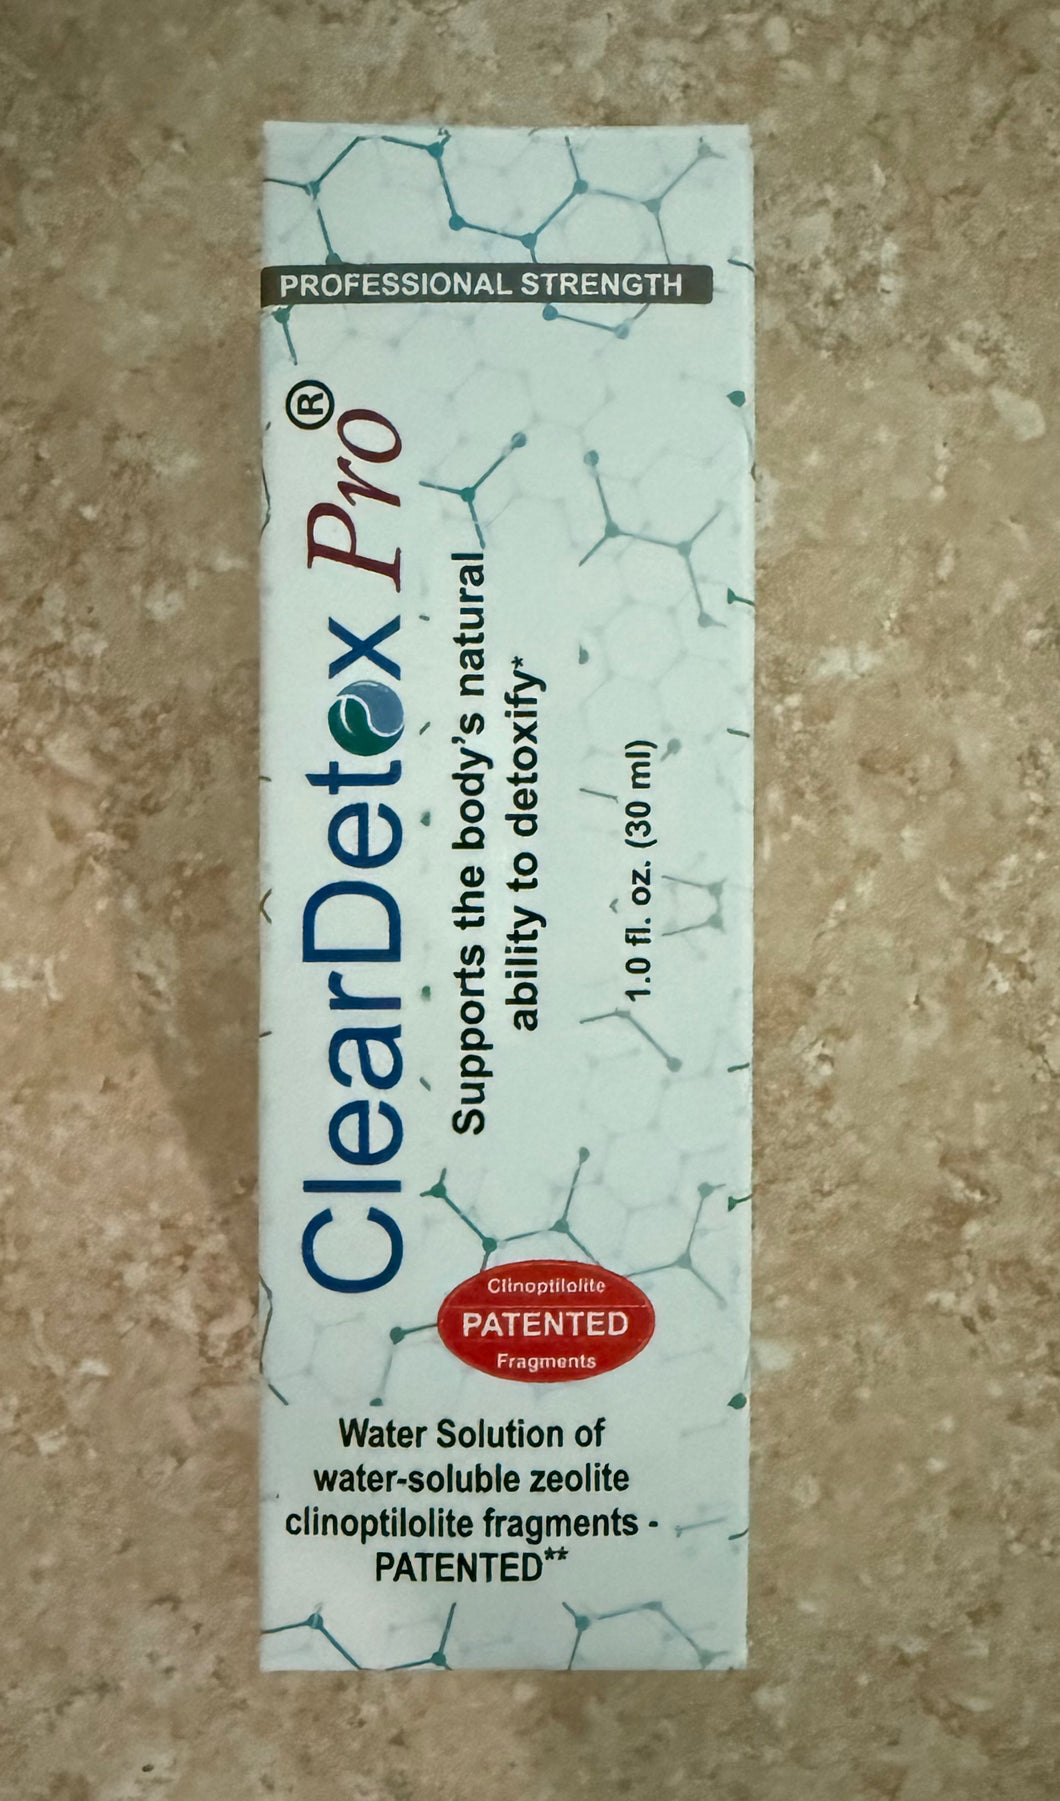 PROFESSIONAL STRENGTH
ClearDetox Pro®
Supports the body's natural
ability to detoxify*
1.0 fl. oz. (30 ml)
Clinoptilolite
PATENTED
Fragments
Water Solution of
water-soluble zeolite
clinoptilolite fragments -
PATENTED**